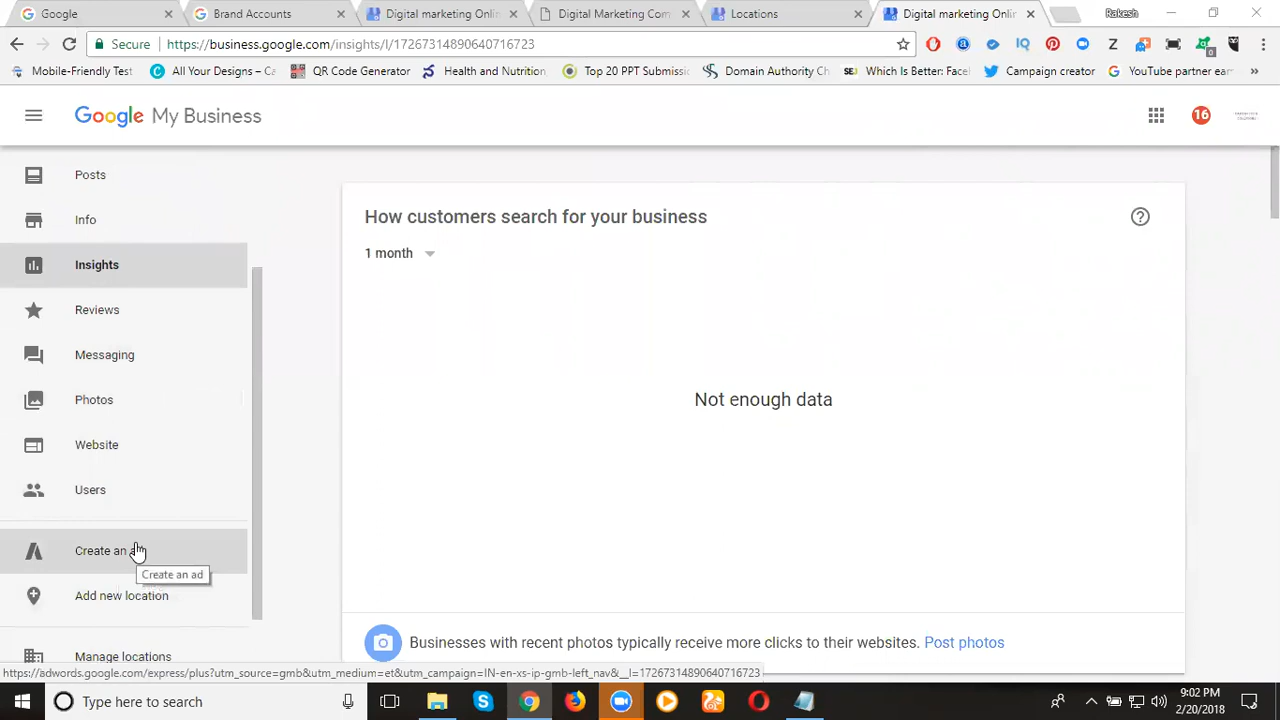 Google
Brand Accounts
Digital marketing Onlin
Digital Marketing Com
Locations
Digital marketing Onlin
Rakesh
Secure
https://business.google.com/insights/l/17267314890640716723
Mobile-Friendly Test
All Your Designs – Ca
QR Code Generator
Health and Nutrition
Top 20 PPT Submissio
Domain Authority Ch
SEJ
Which Is Better: Facel
Campaign creator
YouTube partner earn
»
Google My Business
16
Posts
Info
Insights
Reviews
Messaging
Photos
Website
Users
Create an
Create an ad
Add new location
Manage locations
How customers search for your business
1 month
Not enough data
Businesses with recent photos typically receive more clicks to their websites. Post photos
https://adwords.google.com/express/plus?utm_source=gmb&utm_medium=et&utm_campaign=IN-en-xs-ip-gmb-left_nav&__l=17267314890640716723
Type here to search
9:02 PM
2/20/2018